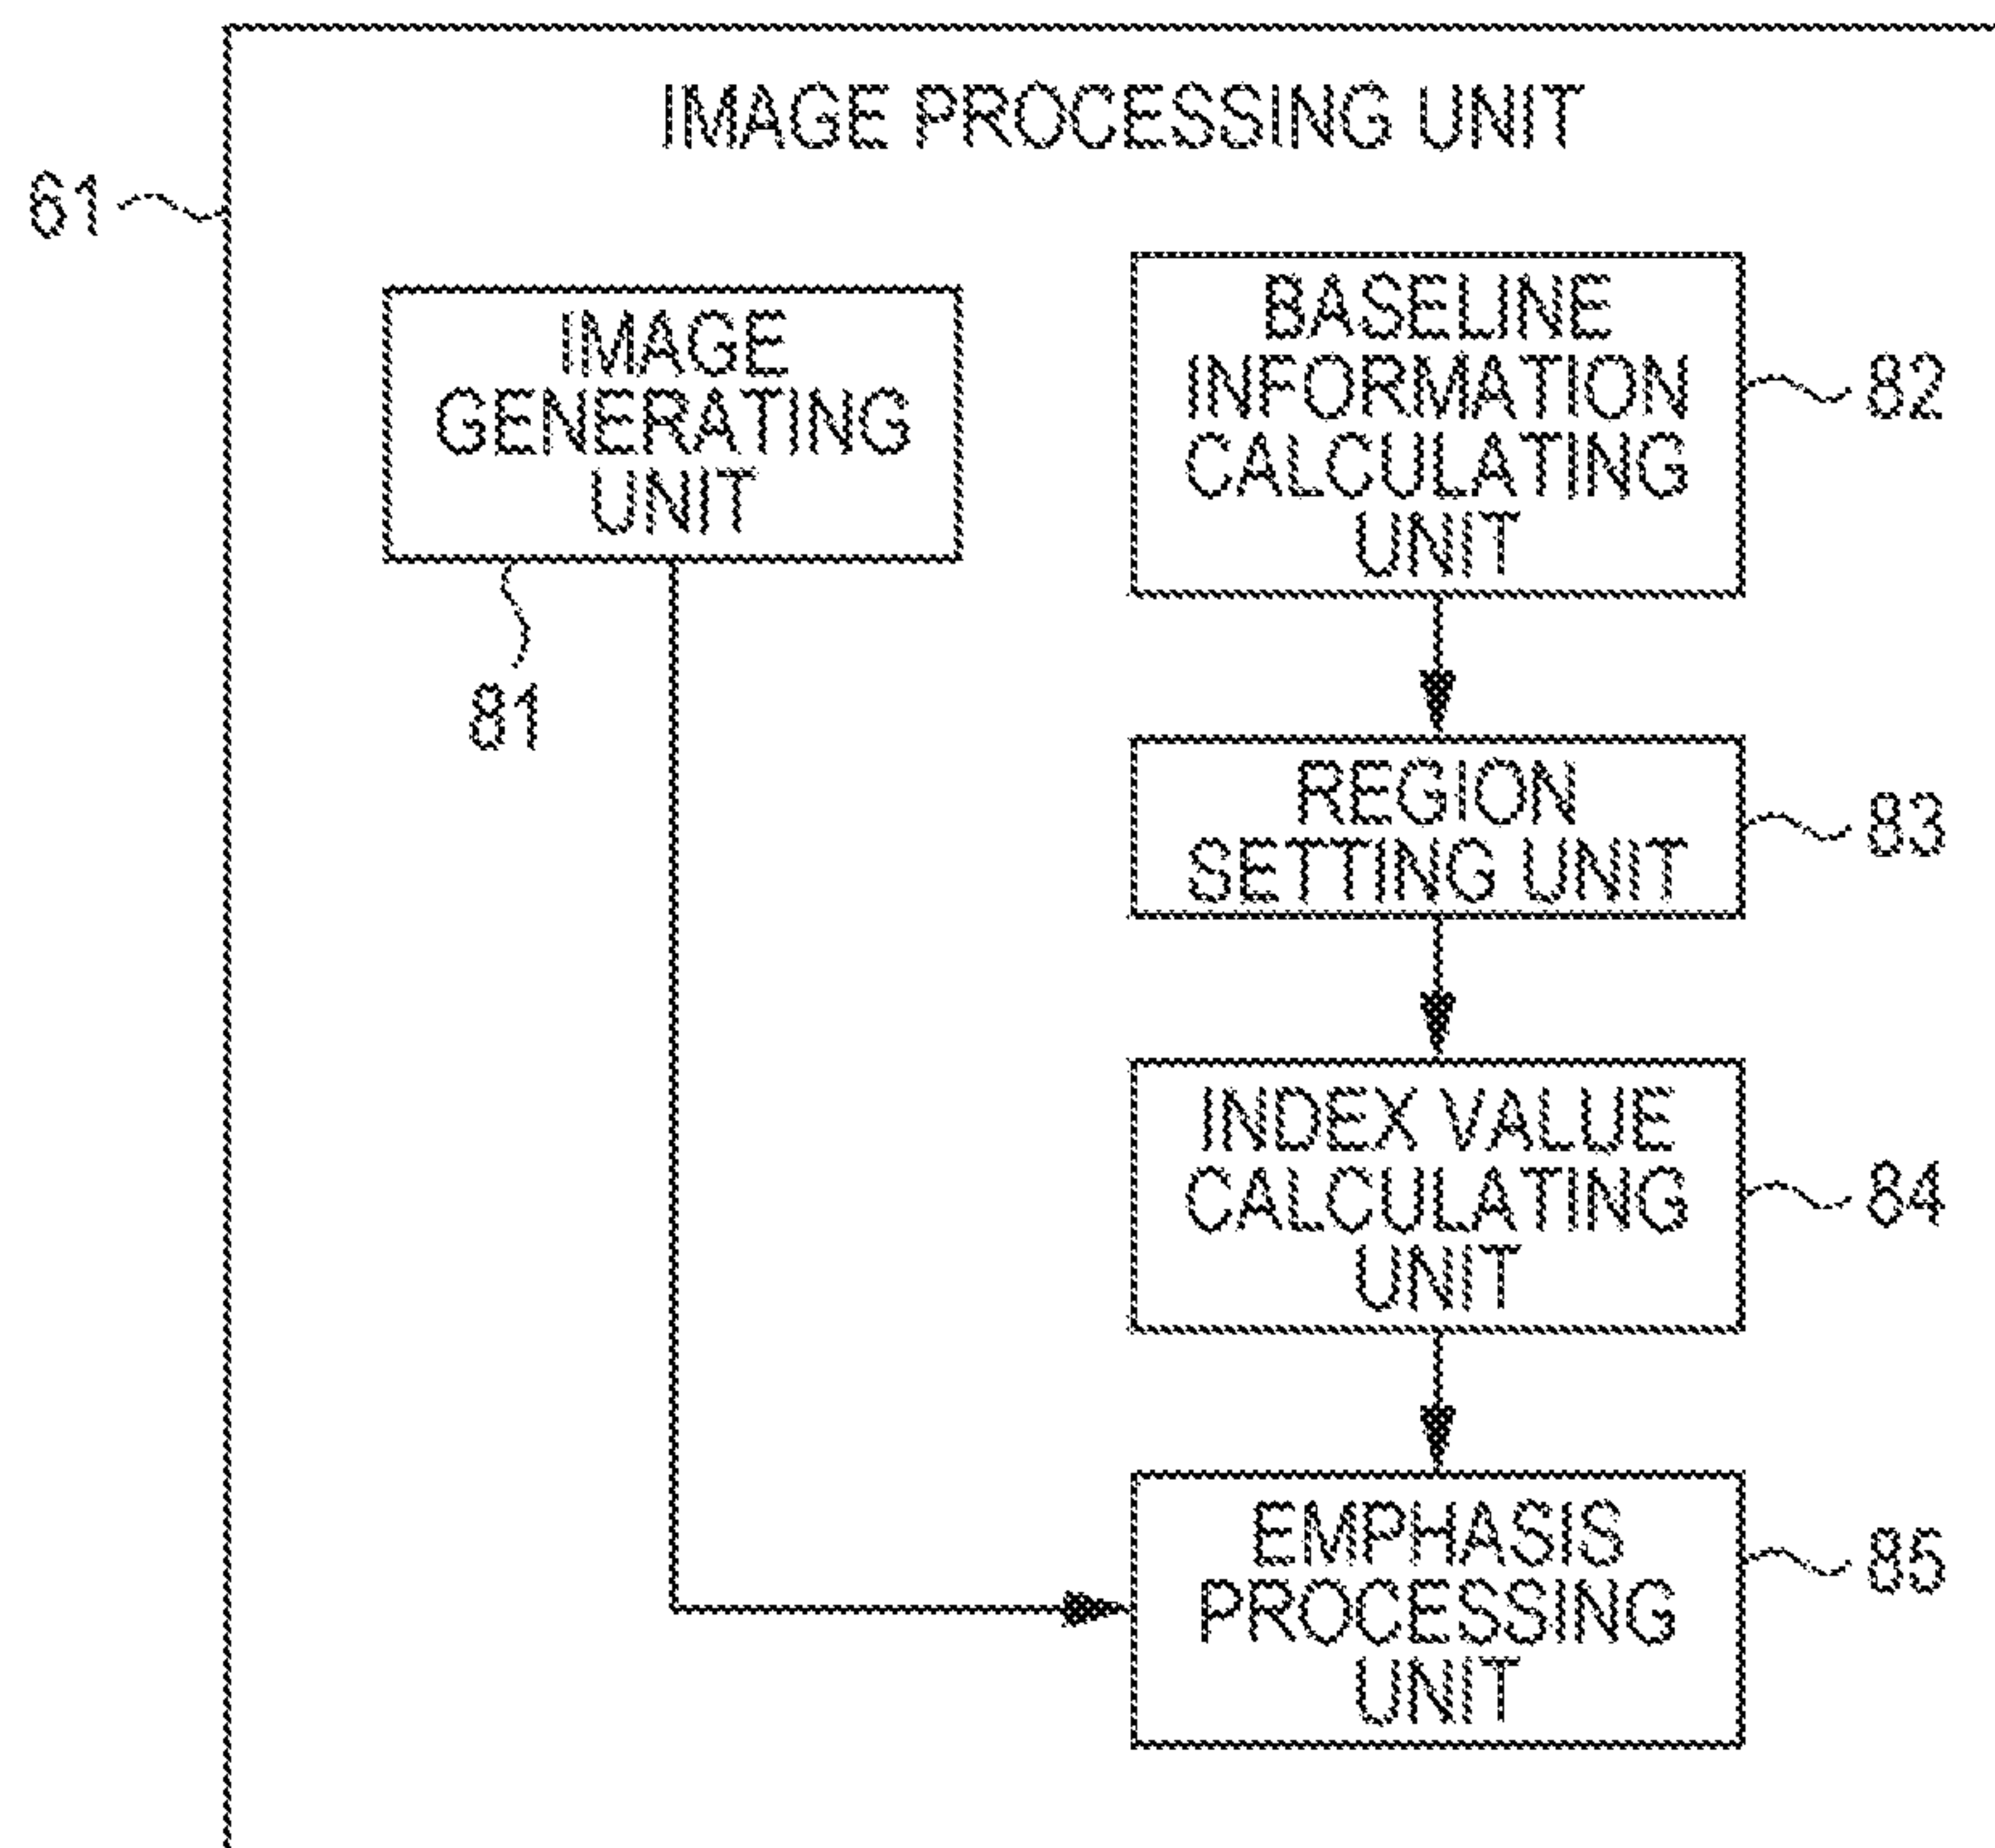 IMAGE PROCESSING UNIT
61
IMAGE
GENERATING
UNIT
81
BASELINE
INFORMATION
CALCULATING
UNIT
82
REGION
SETTING UNIT
83
INDEX VALUE
CALCULATING
UNIT
84
EMPHASIS
PROCESSING
UNIT
85